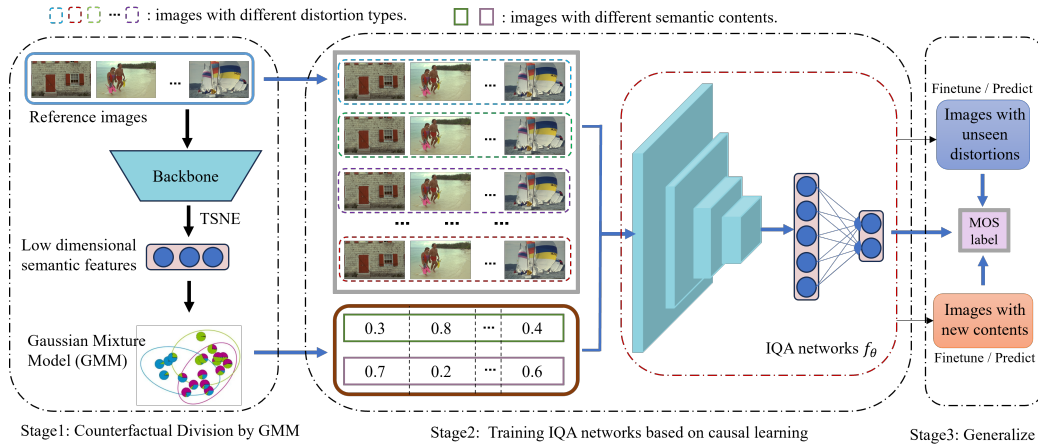 : images with different distortion types.
: images with different semantic contents.
Reference images
Backbone
TSNE
Low dimensional
semantic features
Gaussian Mixture
Model (GMM)
Stage1: Counterfactual Division by GMM
...
...
...
...
... ... ...
...
0.3 0.8 ... 0.4
0.7 0.2 ... 0.6
IQA networks fθ
Stage2: Training IQA networks based on causal learning
Finetune / Predict
Images with
unseen
distortions
MOS
label
Images with
new contents
Finetune / Predict
Stage3: Generalize